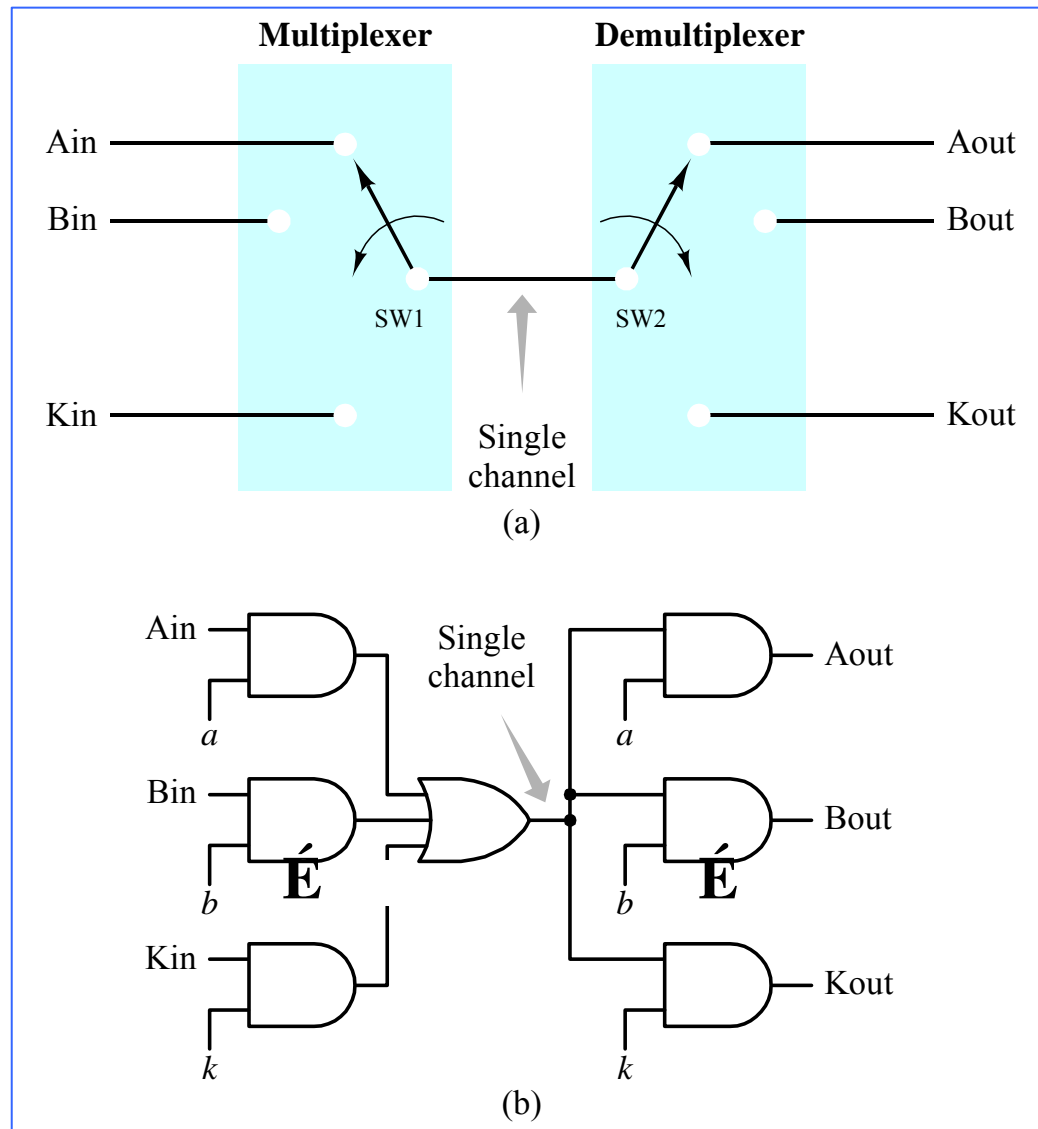 Multiplexer Demultiplexer
Ain Aout
Bin Bout
SW1 SW2
Kin Kout
Single
channel
(a)
Ain Single Aout
channel
a a
Bin Bout
b É b É
Kin Kout
k k
(b)